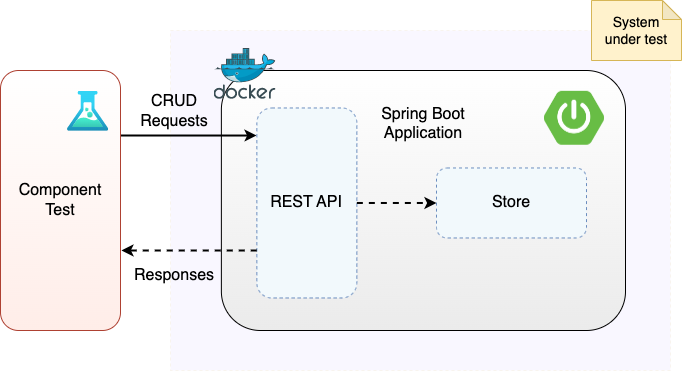 System
under test
docker
CRUD
Requests
Spring Boot
Application
Component
Test
REST API
Store
Responses